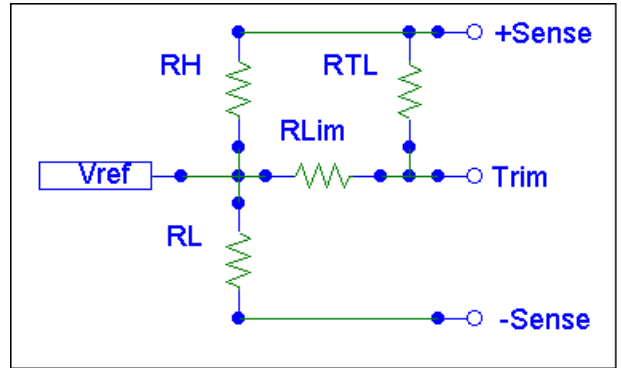 +Sense
RH
RTL
RLim
Vref
Trim
RL
-Sense